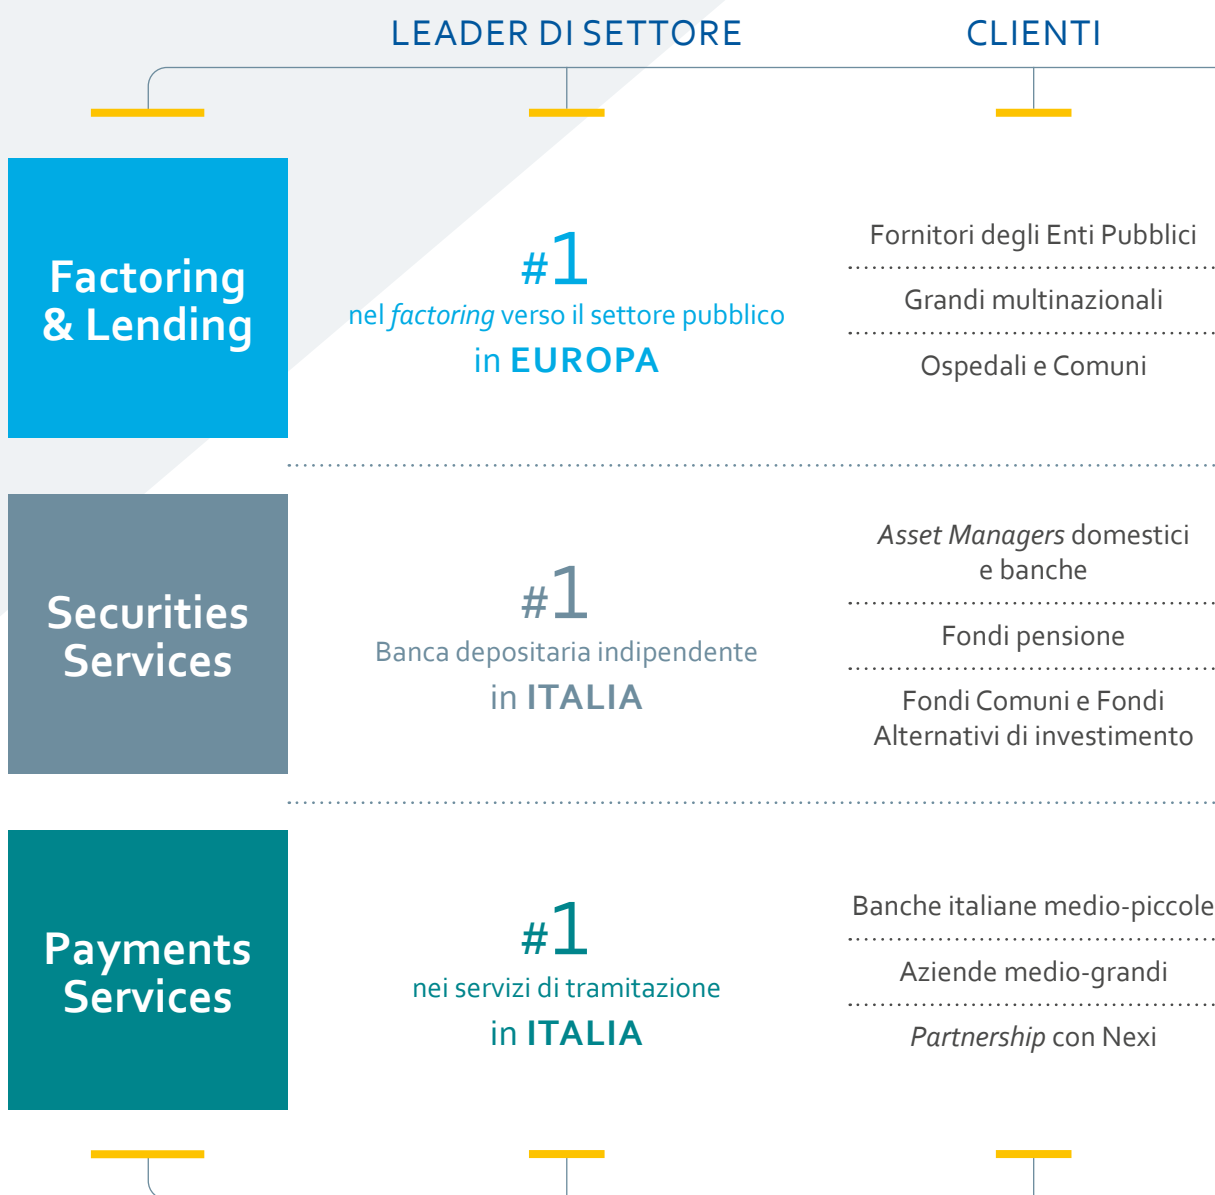 LEADER DI SETTORE
CLIENTI
Factoring
& Lending
#1
nel factoring verso il settore pubblico
in EUROPA
Fornitori degli Enti Pubblici
Grandi multinazionali
Ospedali e Comuni
Securities
Services
#1
Banca depositaria indipendente
in ITALIA
Asset Managers domestici
e banche
Fondi pensione
Fondi Comuni e Fondi
Alternativi di investimento
Payments
Services
#1
nei servizi di tramitazione
in ITALIA
Banche italiane medio-piccole
Aziende medio-grandi
Partnership con Nexi